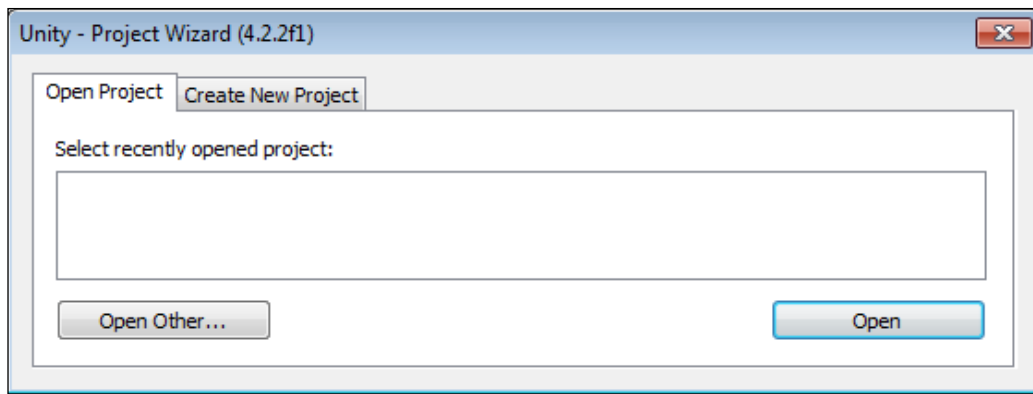 Unity - Project Wizard (4.2.2f1)
Open Project
Create New Project
Select recently opened project:
Open Other...
Open